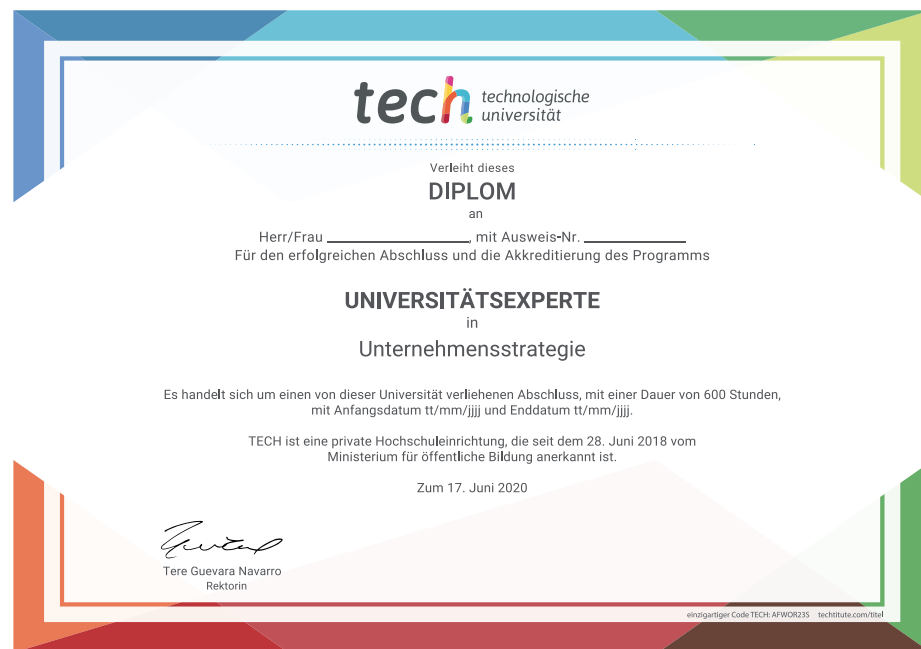 tech technologische
universität
Verleiht dieses
DIPLOM
an
Herr/Frau ____________________, mit Ausweis-Nr. ______________
Für den erfolgreichen Abschluss und die Akkreditierung des Programms
UNIVERSITÄTSEXPERTE
in
Unternehmensstrategie
Es handelt sich um einen von dieser Universität verliehenen Abschluss, mit einer Dauer von 600 Stunden,
mit Anfangsdatum tt/mm/jjjj und Enddatum tt/mm/jjjj.
TECH ist eine private Hochschuleinrichtung, die seit dem 28. Juni 2018 vom
Ministerium für öffentliche Bildung anerkannt ist.
Zum 17. Juni 2020
Tere Guevara Navarro
Rektorin
einzigartiger Code TECH: AFWOR23S techtitute.com/titel